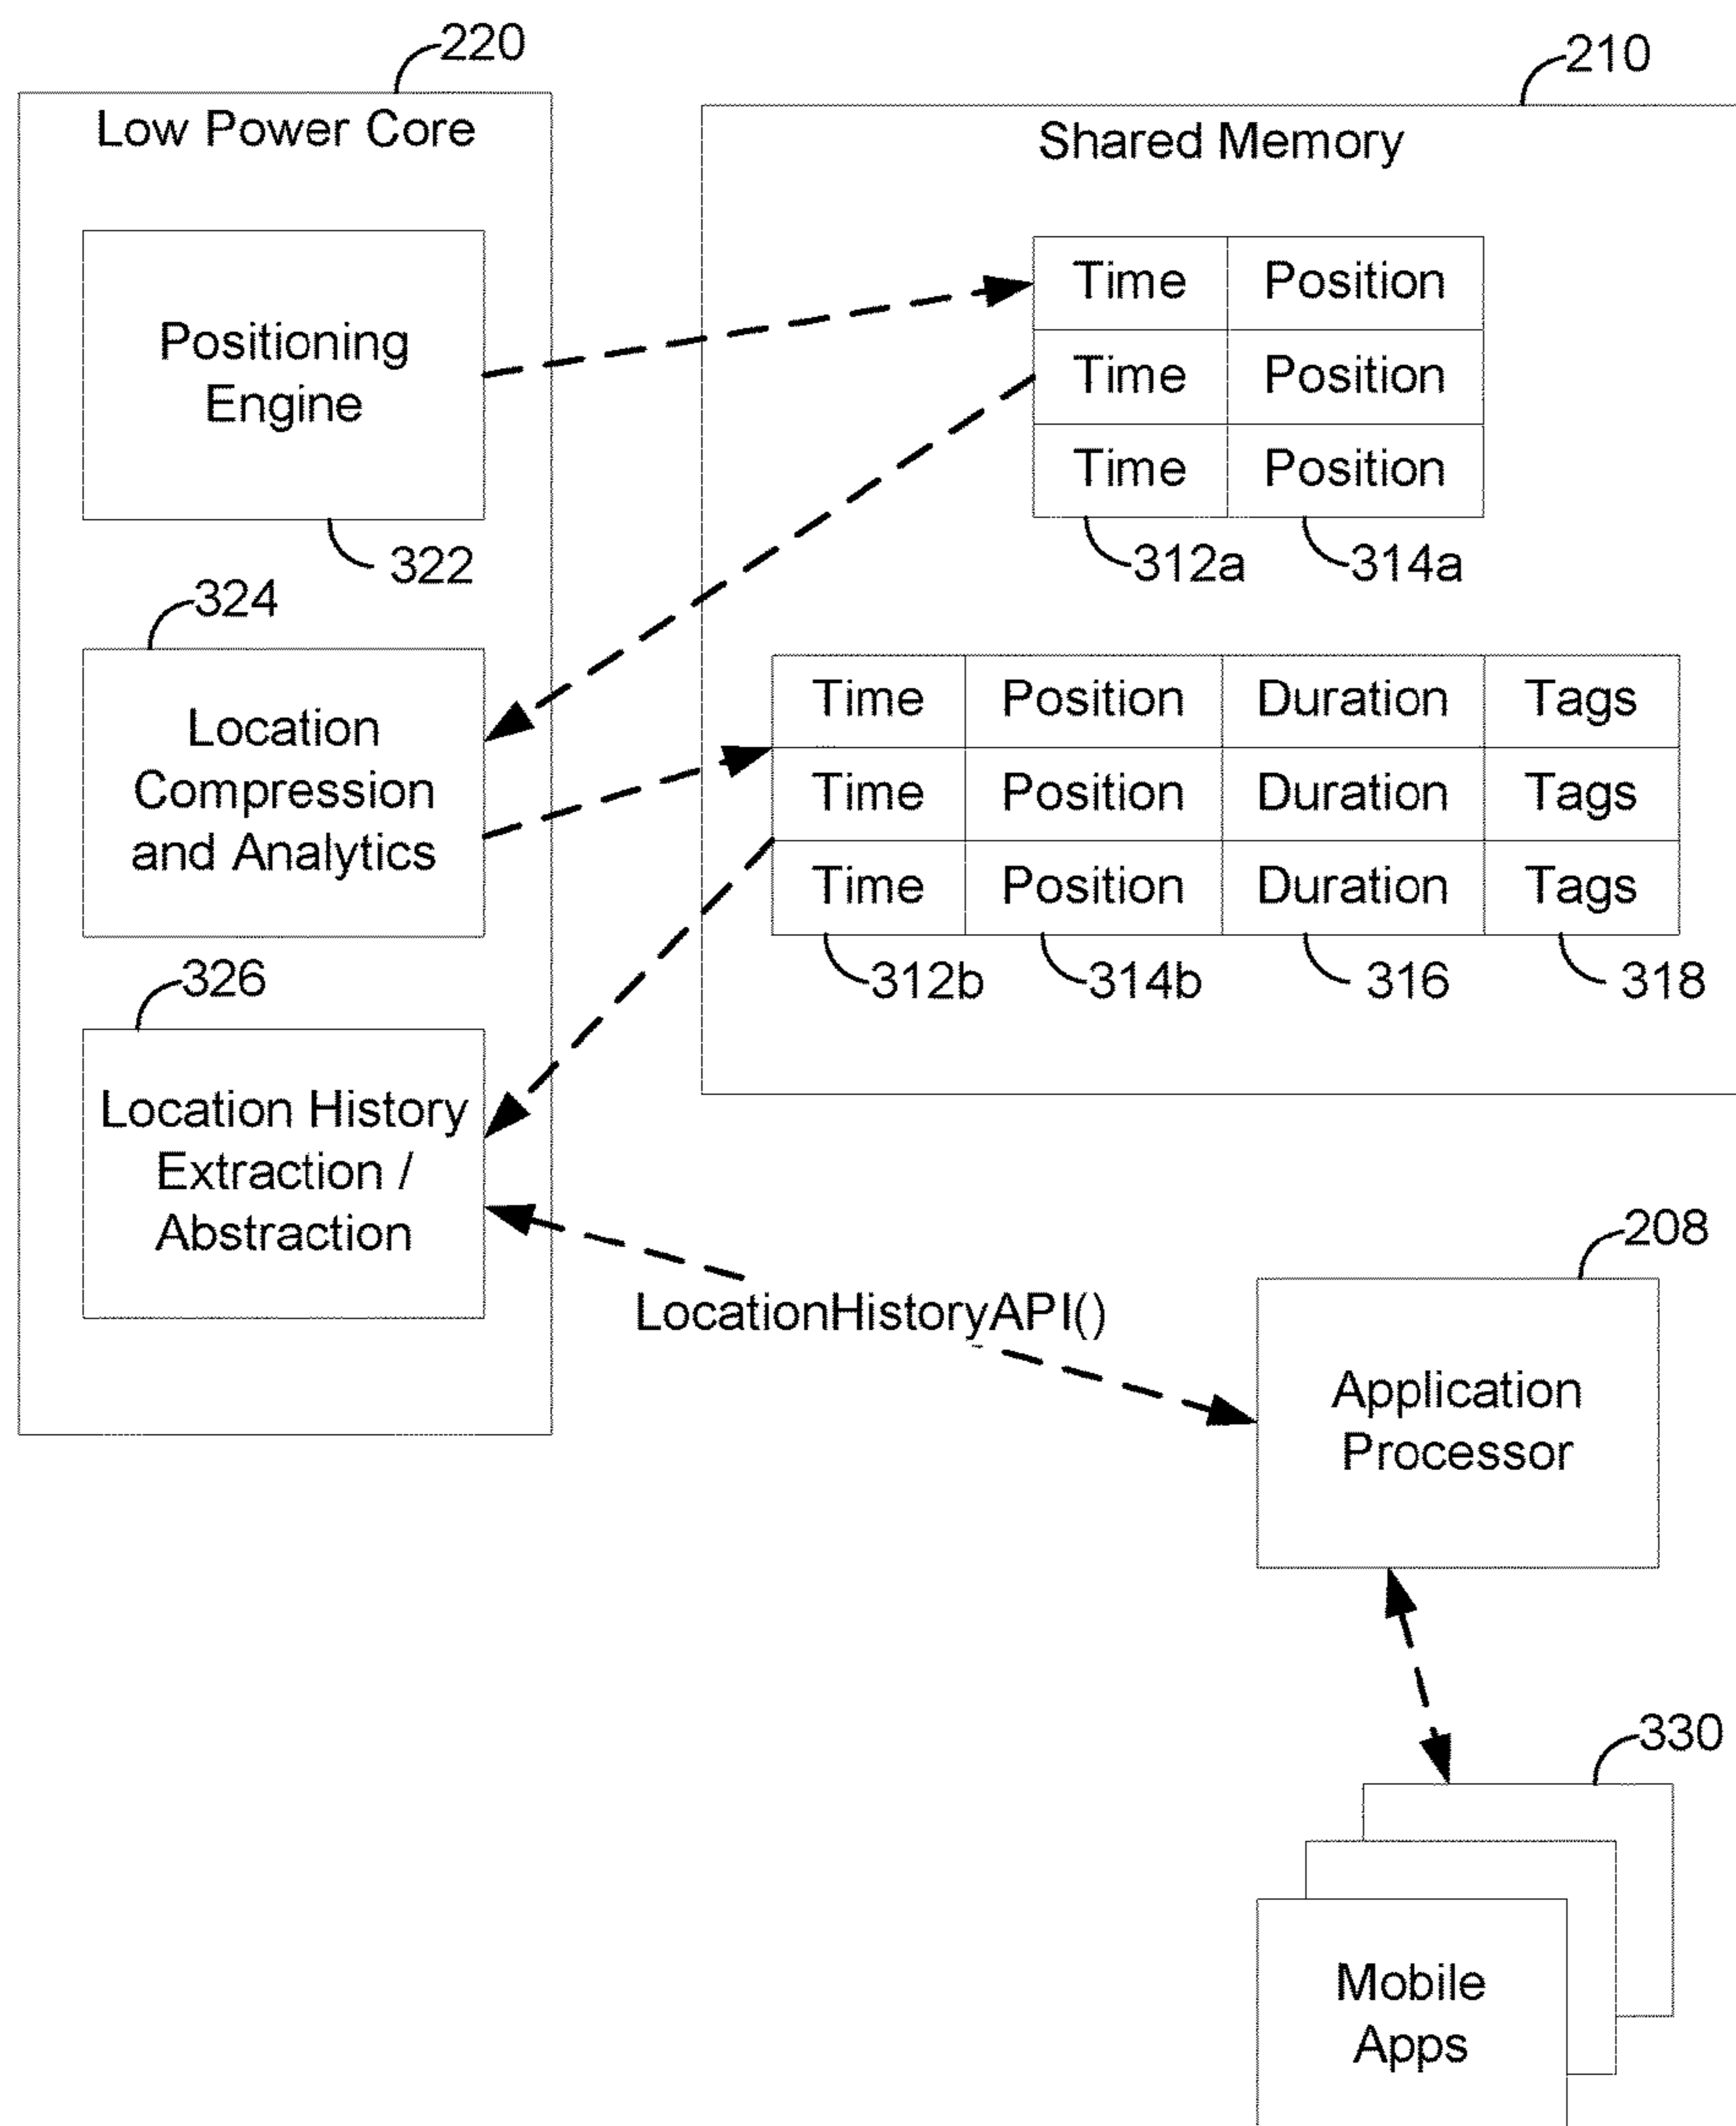 220
Low Power Core
210
Shared Memory
Positioning
Engine
322
Time Position
Time Position
Time Position
312a 314a
324
Location
Compression
and Analytics
Time Position Duration Tags
Time Position Duration Tags
Time Position Duration Tags
312b 314b 316 318
326
Location History
Extraction /
Abstraction
LocationHistoryAPI()
208
Application
Processor
330
Mobile
Apps